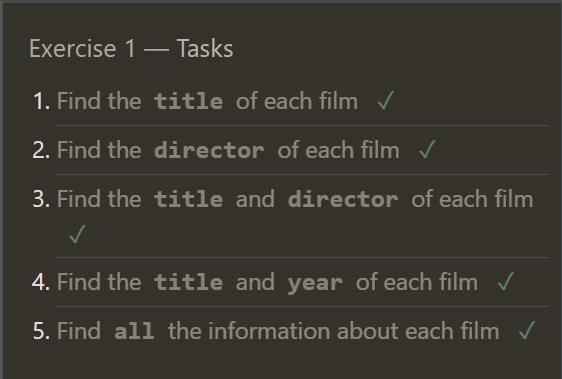 Exercise 1 — Tasks
1. Find the title of each film ✓
2. Find the director of each film ✓
3. Find the title and director of each film
✓
4. Find the title and year of each film ✓
5. Find all the information about each film ✓